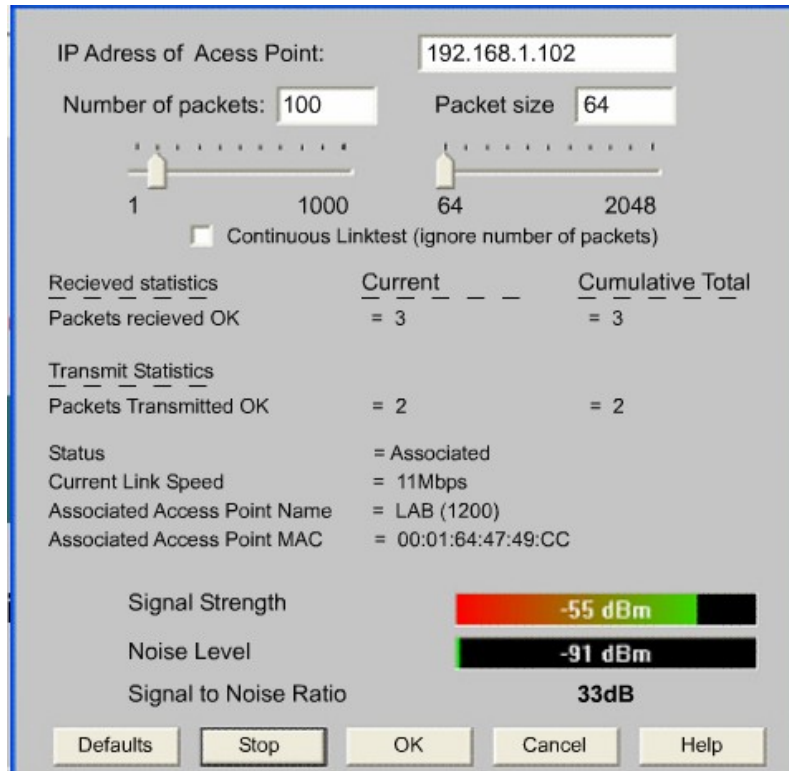 IP Adress of Acess Point: 192.168.1.102
Number of packets: 100 Packet size 64
1 1000 64 2048
Continuous Linktest (ignore number of packets)
Recieved statistics Current Cumulative Total
Packets recieved OK = 3 = 3
Transmit Statistics
Packets Transmitted OK = 2 = 2
Status = Associated
Current Link Speed = 11Mbps
Associated Access Point Name = LAB (1200)
Associated Access Point MAC = 00:01:64:47:49:CC
Signal Strength -55 dBm
Noise Level -91 dBm
Signal to Noise Ratio 33dB
Defaults Stop OK Cancel Help